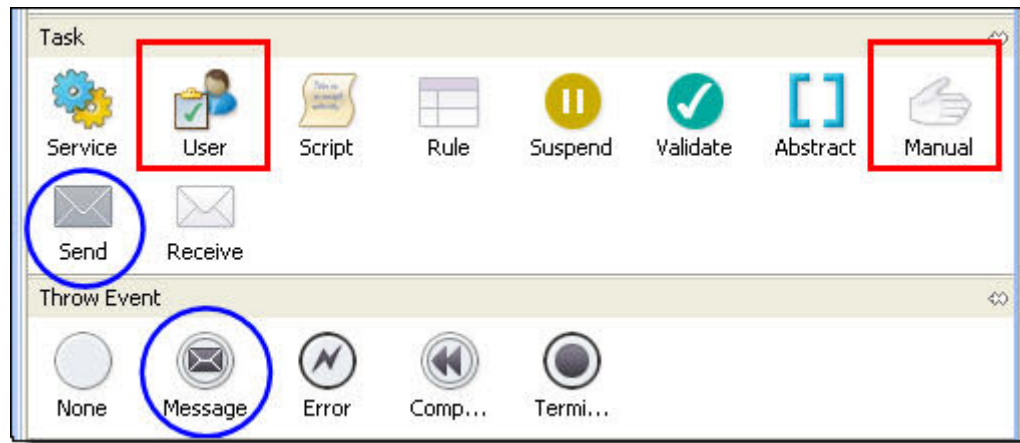 Task
Service User Script Rule Suspend Validate Abstract Manual
Send Receive
Throw Event
None Message Error Comp... Termi...